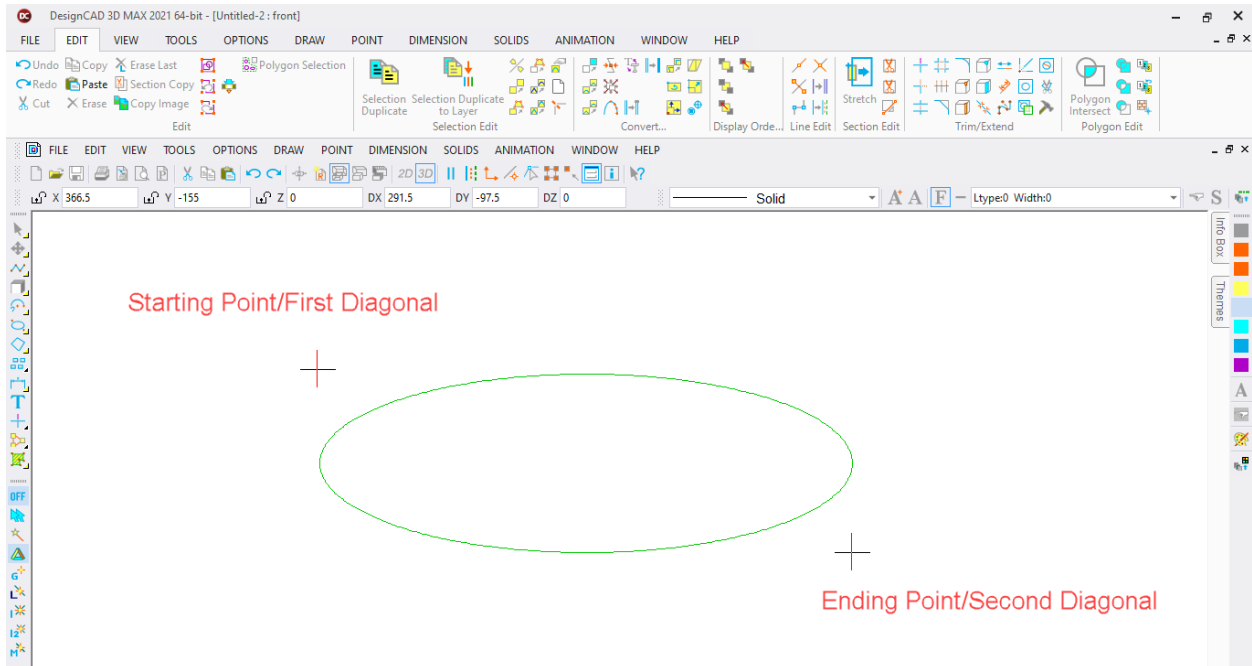 DC DesignCAD 3D MAX 2021 64-bit - [Untitled-2 : front]
FILE EDIT VIEW TOOLS OPTIONS DRAW POINT DIMENSION SOLIDS ANIMATION WINDOW HELP
Undo Copy Erase Last Polygon Selection
Redo Paste Section Copy
Cut Erase Copy Image
Selection Duplicate
Selection Duplicate to Layer
Stretch
Polygon Intersect
Edit Selection Edit Convert... Display Orde... Line Edit Section Edit Trim/Extend Polygon Edit
FILE EDIT VIEW TOOLS OPTIONS DRAW POINT DIMENSION SOLIDS ANIMATION WINDOW HELP
2D 3D
X 366.5 Y -155 Z 0 DX 291.5 DY -97.5 DZ 0 Solid A A F Ltype:0 Width:0 S
Info Box
Themes
Starting Point/First Diagonal
T
A
OFF
G
L
I
I2
M
Ending Point/Second Diagonal